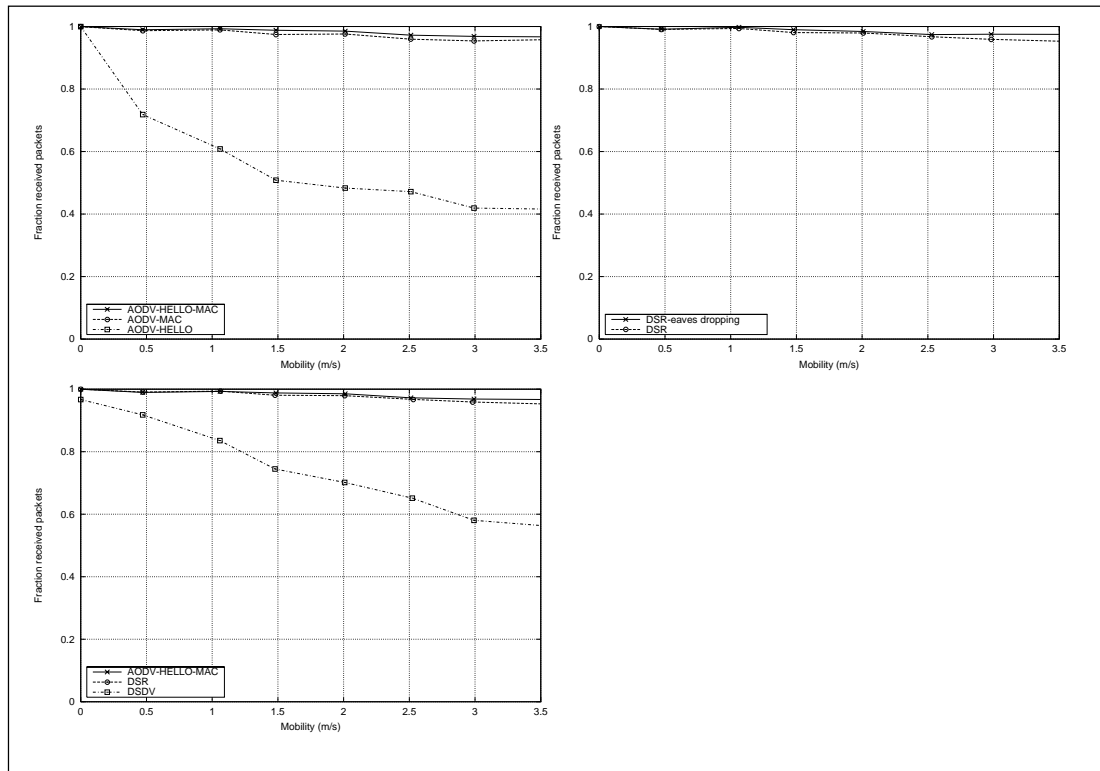 1
0.8
0.6
0.4
0.2
0
Fraction received packets
AODV-HELLO-MAC
AODV-MAC
AODV-HELLO
0 0.5 1 1.5 2 2.5 3 3.5
Mobility (m/s)
1
0.8
0.6
0.4
0.2
0
Fraction received packets
DSR-eaves dropping
DSR
0 0.5 1 1.5 2 2.5 3 3.5
Mobility (m/s)
1
0.8
0.6
0.4
0.2
0
Fraction received packets
AODV-HELLO-MAC
DSR
DSDV
0 0.5 1 1.5 2 2.5 3 3.5
Mobility (m/s)